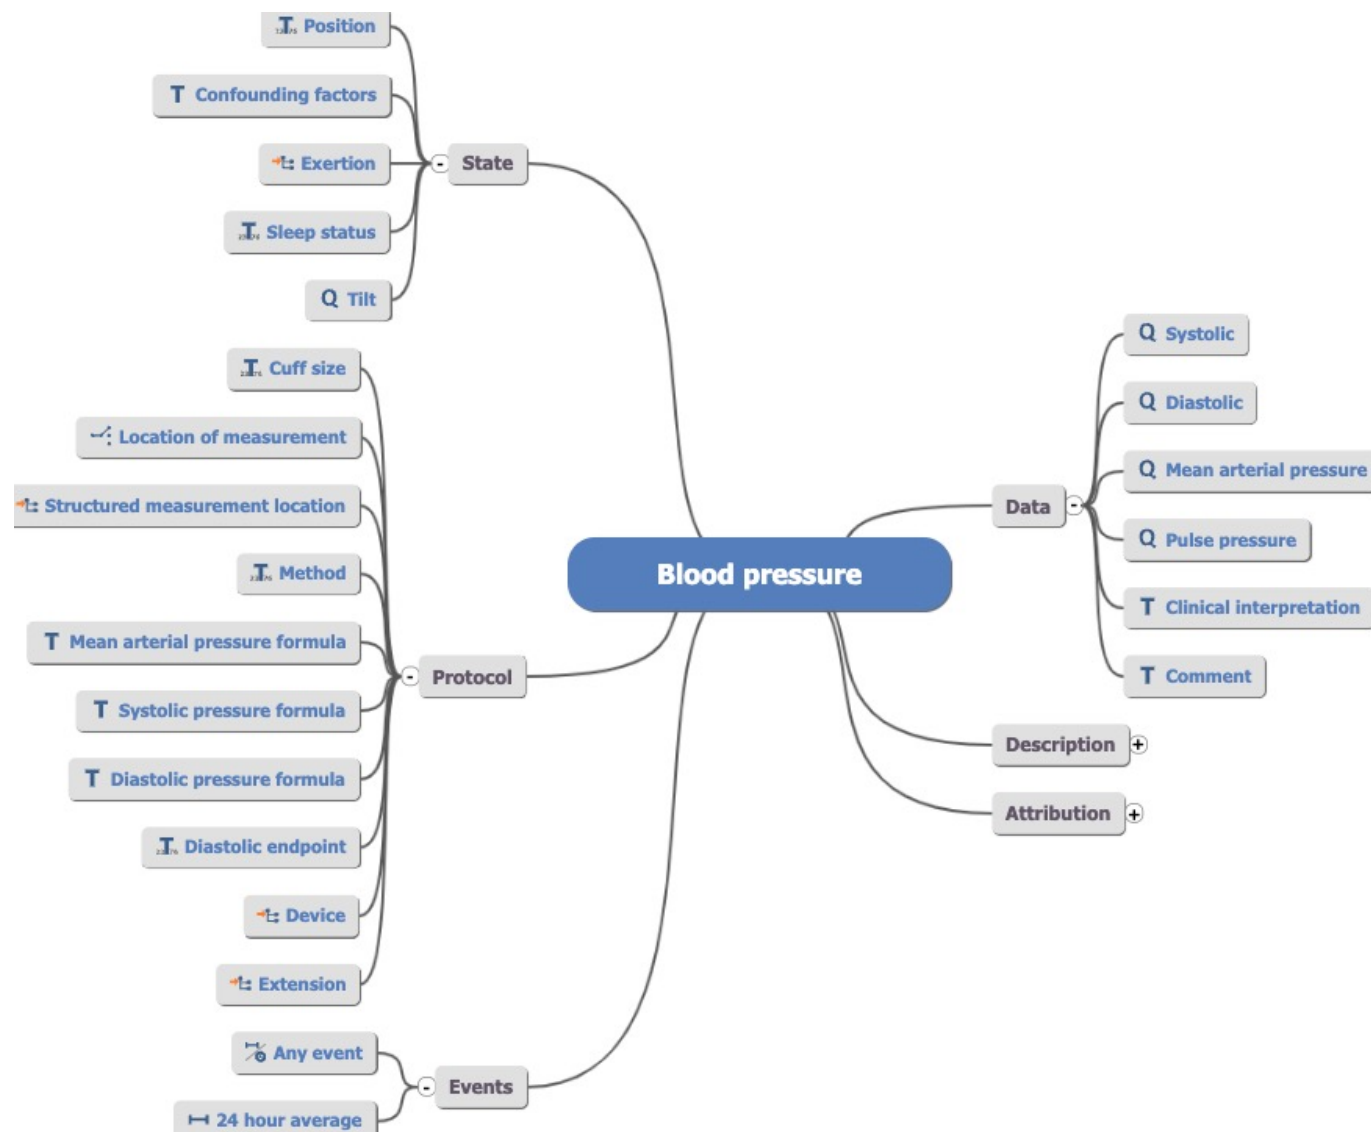 Position
T Confounding factors
Exertion
Sleep status
Q Tilt
State
Cuff size
Location of measurement
Structured measurement location
Method
T Mean arterial pressure formula
T Systolic pressure formula
T Diastolic pressure formula
Diastolic endpoint
Device
Extension
Protocol
Any event
24 hour average
Events
Blood pressure
Data
Q Systolic
Q Diastolic
Q Mean arterial pressure
Q Pulse pressure
T Clinical interpretation
T Comment
Description
Attribution